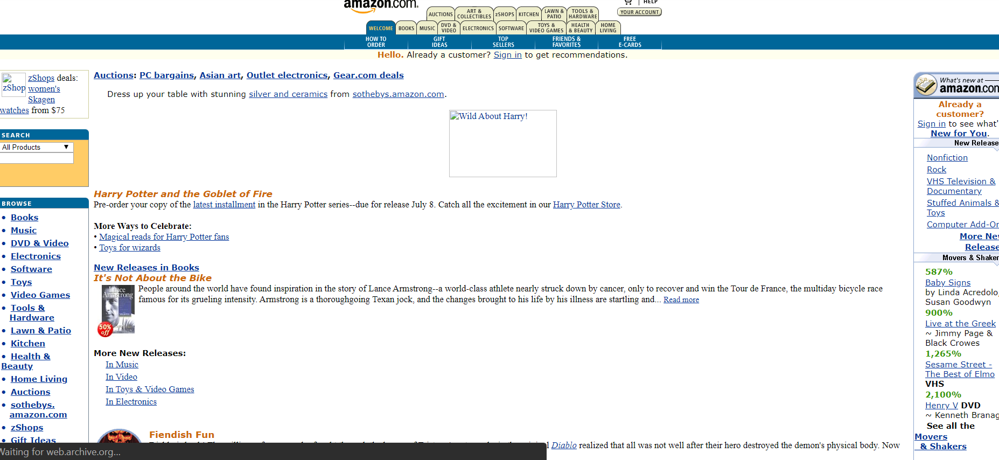 amazon.com.
HELP
YOUR ACCOUNT
AUCTIONS
ART &
COLLECTIBLES
zSHOPS
KITCHEN
LAWN &
PATIO
TOOLS &
HARDWARE
WELCOME
BOOKS
MUSIC
DVD &
VIDEO
ELECTRONICS
SOFTWARE
TOYS &
VIDEO GAMES
HEALTH
& BEAUTY
HOME
LIVING
HOW TO
ORDER
GIFT
IDEAS
TOP
SELLERS
FRIENDS &
FAVORITES
FREE
E-CARDS
Hello. Already a customer? Sign in to get recommendations.
zShop
zShops deals:
women's
Skagen
watches from $75
SEARCH
All Products
BROWSE
• Books
• Music
• DVD & Video
• Electronics
• Software
• Toys
• Video Games
• Tools &
Hardware
• Lawn & Patio
• Kitchen
• Health &
Beauty
• Home Living
• Auctions
• sothebys.
amazon.com
• zShops
• Gift Ideas
Auctions: PC bargains, Asian art, Outlet electronics, Gear.com deals
Dress up your table with stunning silver and ceramics from sothebys.amazon.com.
Wild About Harry!
Harry Potter and the Goblet of Fire
Pre-order your copy of the latest installment in the Harry Potter series--due for release July 8. Catch all the excitement in our Harry Potter Store.
More Ways to Celebrate:
• Magical reads for Harry Potter fans
• Toys for wizards
New Releases in Books
It's Not About the Bike
Lance
Armstrong
50%
off
People around the world have found inspiration in the story of Lance Armstrong--a world-class athlete nearly struck down by cancer, only to recover and win the Tour de France, the multiday bicycle race
famous for its grueling intensity. Armstrong is a thoroughgoing Texan jock, and the changes brought to his life by his illness are startling and... Read more
More New Releases:
In Music
In Video
In Toys & Video Games
In Electronics
Fiendish Fun
Diablo realized that all was not well after their hero destroyed the demon's physical body. Now
What's new at
amazon.com
Already a
customer?
Sign in to see what'
New for You.
New Release
Nonfiction
Rock
VHS Television &
Documentary
Stuffed Animals &
Toys
Computer Add-Or
More Nev
Release
Movers & Shaker
587%
Baby Signs
by Linda Acredolo,
Susan Goodwyn
900%
Live at the Greek
~ Jimmy Page &
Black Crowes
1,265%
Sesame Street -
The Best of Elmo
VHS
2,100%
Henry V DVD
~ Kenneth Branag
See all the
Movers
& Shakers
Waiting for web.archive.org...